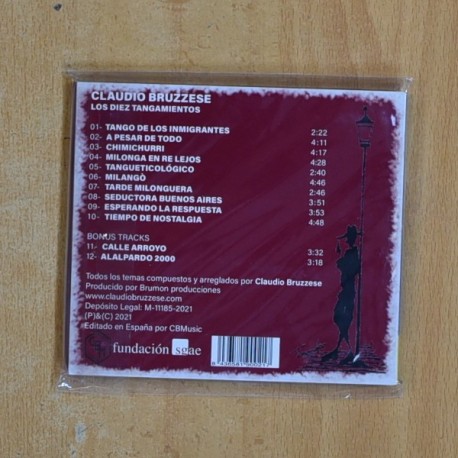 CLAUDIO BRUZZESE
LOS DIEZ TANGAMIENTOS
01- TANGO DE LOS INMIGRANTES 2:22
02- A PESAR DE TODO 4:11
03- CHIMICHURRI 4:17
04- MILONGA EN RE LEJOS 4:28
05- TANGUETICOLÓGICO 2:40
06- MILANGÒ 4:46
07- TARDE MILONGUERA 2:46
08- SEDUCTORA BUENOS AIRES 3:51
09- ESPERANDO LA RESPUESTA 3:53
10- TIEMPO DE NOSTALGIA 4:48
BONUS TRACKS
11- CALLE ARROYO 3:32
12- ALALPARDO 2000 3:18
Todos los temas compuestos y arreglados por Claudio Bruzzese
Producido por Brumon producciones
www.claudiobruzzese.com
Depósito Legal: M-11185-2021
(P)&(C) 2021
Editado en España por CBMusic
fundación sgae